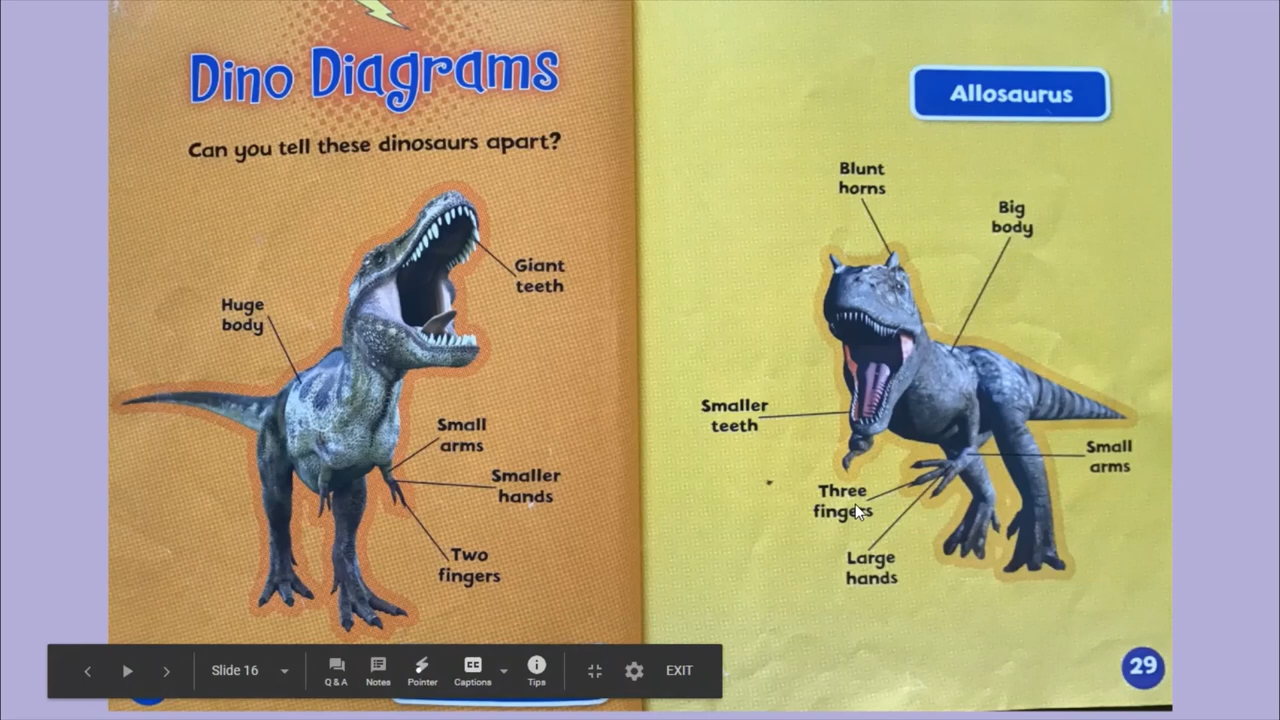 Dino Diagrams
Can you tell these dinosaurs apart?
Giant
teeth
Huge
body
Small
arms
Smaller
hands
Two
fingers
Allosaurus
Blunt
horns
Big
body
Smaller
teeth
Small
arms
Three
fingers
Large
hands
29
Slide 16
Q & A
Notes
Pointer
CC
Captions
Tips
EXIT